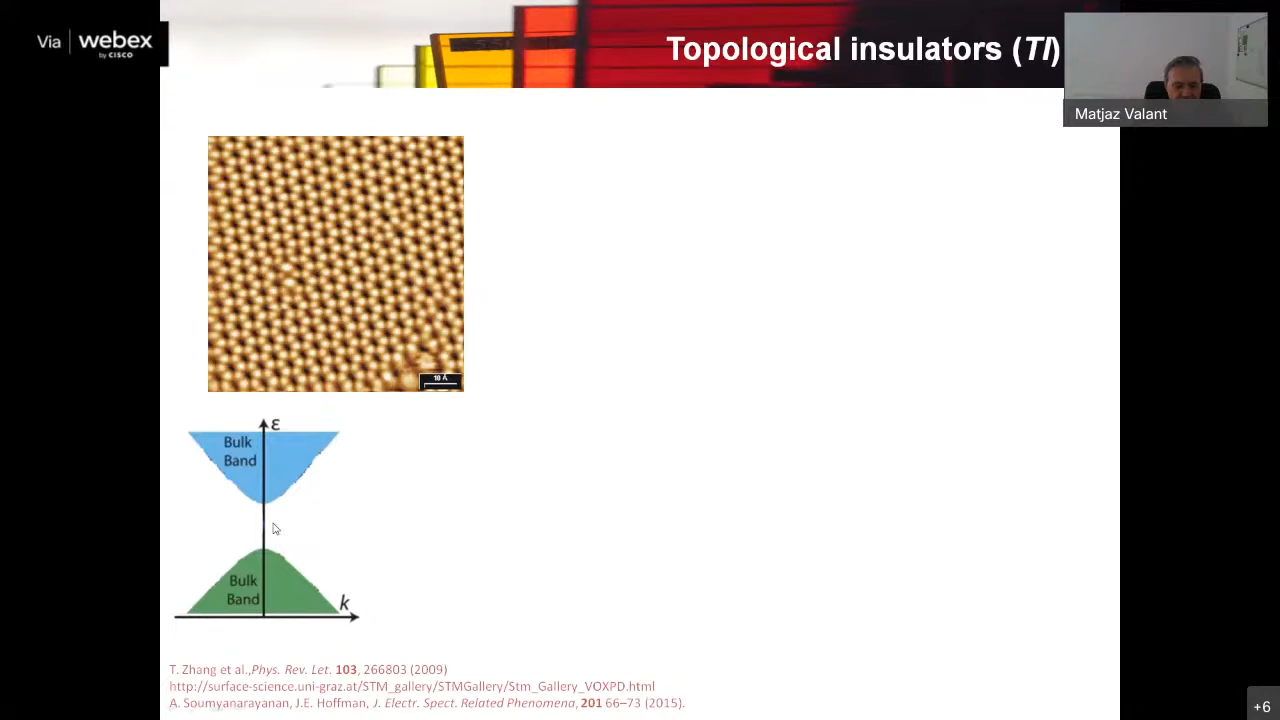 Via
webex
by CISCO
Topological insulators (TI)
Matjaz Valant
10 Å
ε
Bulk
Band
Bulk
Band
k
T. Zhang et al.,Phys. Rev. Let. 103, 266803 (2009)
http://surface-science.uni-graz.at/STM_gallery/STMGallery/Stm_Gallery_VOXPD.html
A. Soumyanarayanan, J.E. Hoffman, J. Electr. Spect. Related Phenomena, 201 66–73 (2015).
+6